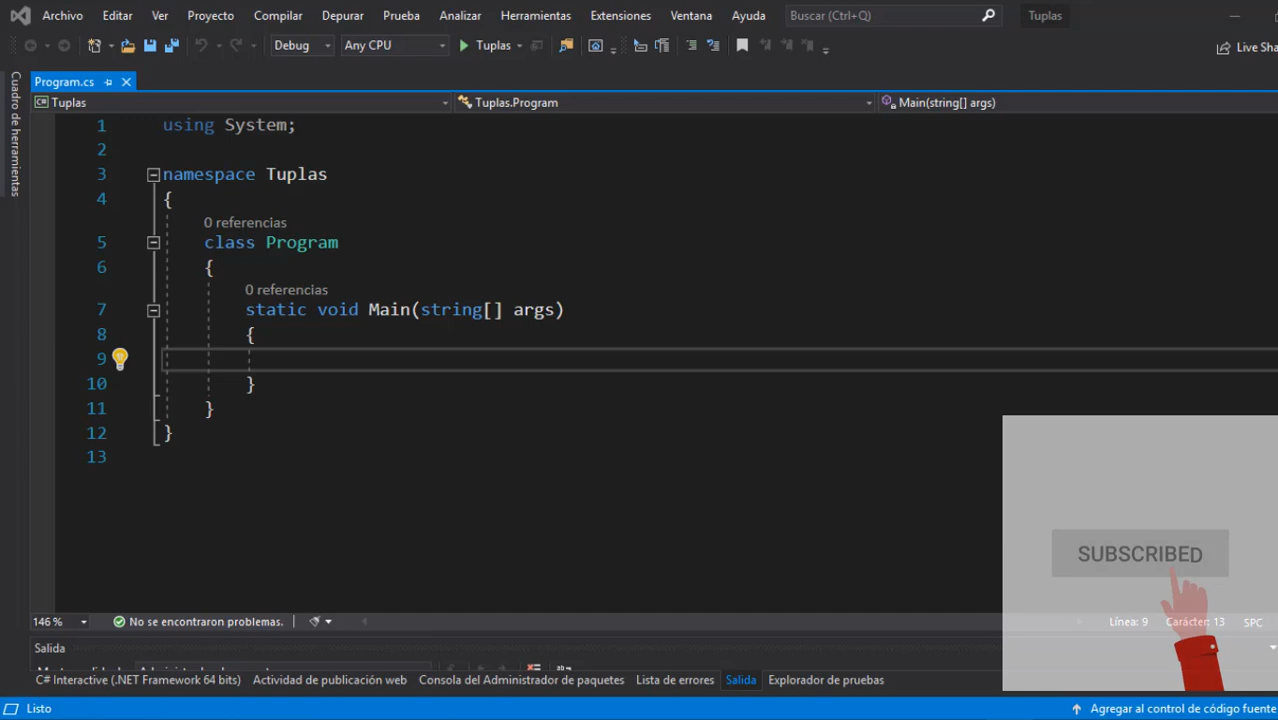 Archivo Editar Ver Proyecto Compilar Depurar Prueba Analizar Herramientas Extensiones Ventana Ayuda Buscar (Ctrl+Q) Tuplas
Debug Any CPU Tuplas Live Sha
Cuadro de herramientas
Program.cs
C# Tuplas Tuplas.Program Main(string[] args)
1 using System;
2
3 namespace Tuplas
4 {
0 referencias
5 class Program
6 {
0 referencias
7 static void Main(string[] args)
8 {
9
10 }
11 }
12 }
13
SUBSCRIBED
146 % No se encontraron problemas. Línea: 9 Carácter: 13 SPC
Salida
C# Interactive (.NET Framework 64 bits) Actividad de publicación web Consola del Administrador de paquetes Lista de errores Salida Explorador de pruebas
Listo Agregar al control de código fuente